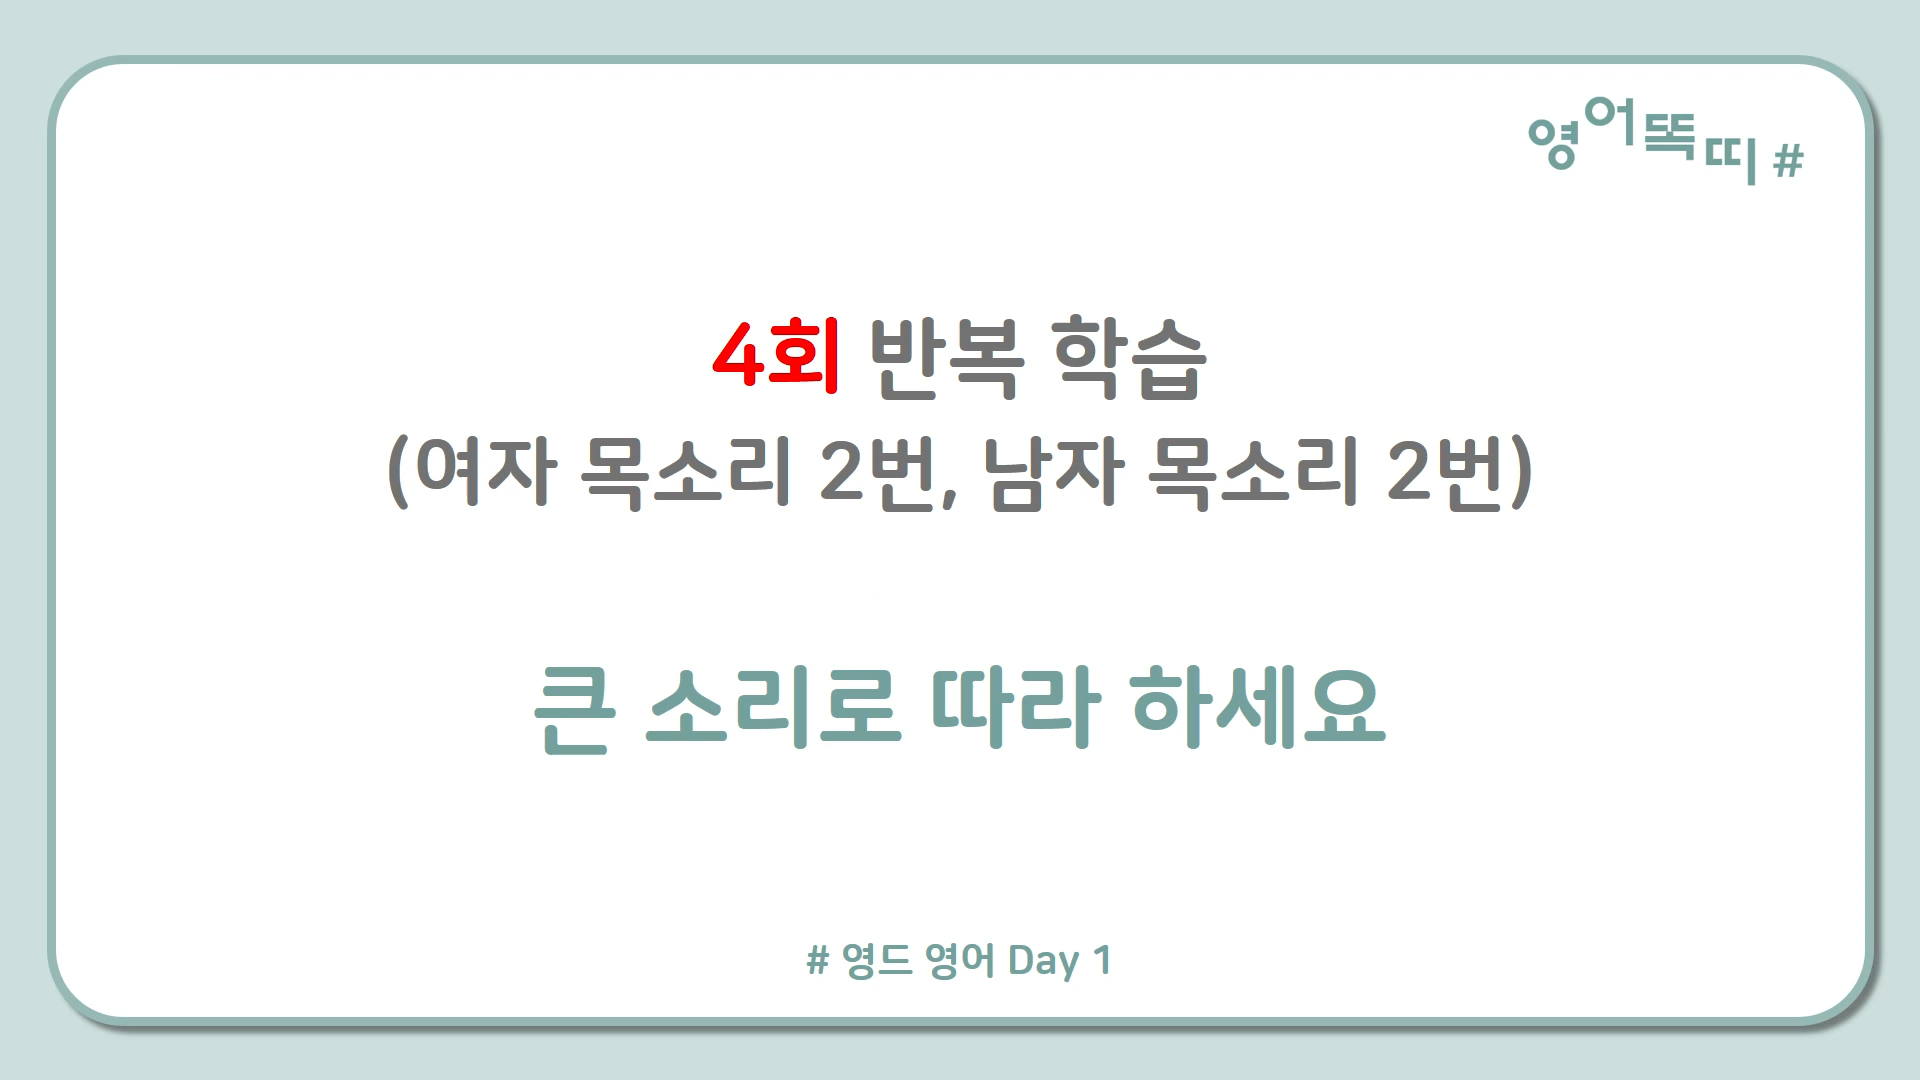 영어똑띠 #
4회 반복 학습
(여자 목소리 2번, 남자 목소리 2번)
큰 소리로 따라 하세요
# 영드 영어 Day 1